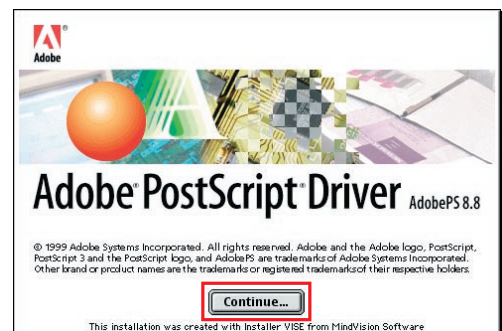 Adobe
Adobe® PostScript® Driver AdobePS 8.8
© 1999 Adobe Systems Incorporated. All rights reserved. Adobe and the Adobe logo, PostScript,
PostScript 3 and the PostScript logo, and AdobePS are trademarks of Adobe Systems Incorporated.
Other brand or product names are the trademarks or registered trademarks of their respective holders.
Continue...
This installation was created with Installer VISE from MindVision Software